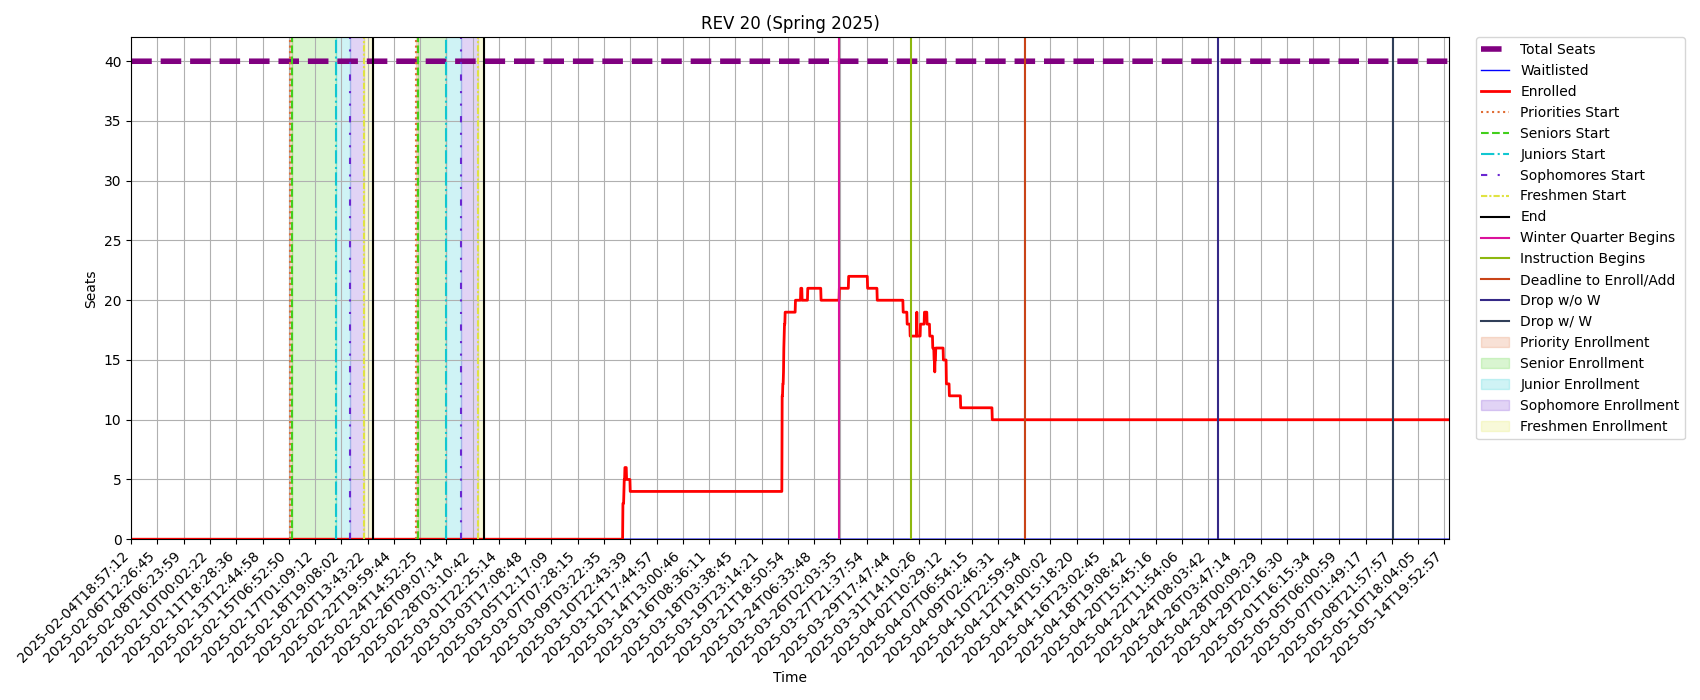 REV 20 (Spring 2025)
Seats
40
35
30
25
20
15
10
5
0
2025-02-04T18:57:12
2025-02-06T12:26:45
2025-02-08T06:23:59
2025-02-10T00:02:22
2025-02-11T18:28:36
2025-02-13T12:44:58
2025-02-15T06:52:50
2025-02-17T01:09:12
2025-02-18T19:08:02
2025-02-20T13:43:22
2025-02-22T19:59:44
2025-02-24T14:52:25
2025-02-26T09:07:14
2025-02-28T03:10:42
2025-03-01T22:25:14
2025-03-03T17:08:48
2025-03-05T12:17:09
2025-03-07T07:28:15
2025-03-09T03:22:35
2025-03-10T22:43:39
2025-03-12T17:44:57
2025-03-14T13:00:46
2025-03-16T08:36:11
2025-03-18T03:38:45
2025-03-19T23:14:21
2025-03-21T18:50:54
2025-03-24T06:33:48
2025-03-26T02:03:35
2025-03-27T21:37:54
2025-03-29T17:47:44
2025-03-31T14:10:26
2025-04-02T10:29:12
2025-04-07T06:54:15
2025-04-09T02:46:31
2025-04-10T22:59:54
2025-04-12T19:00:02
2025-04-14T15:18:20
2025-04-16T23:02:45
2025-04-18T19:08:42
2025-04-20T15:45:16
2025-04-22T11:54:06
2025-04-24T08:03:42
2025-04-26T03:47:14
2025-04-28T00:09:29
2025-04-29T20:16:30
2025-05-01T16:15:34
2025-05-05T06:00:59
2025-05-07T01:49:17
2025-05-08T21:57:57
2025-05-10T18:04:05
2025-05-14T19:52:57
Time
Total Seats
Waitlisted
Enrolled
Priorities Start
Seniors Start
Juniors Start
Sophomores Start
Freshmen Start
End
Winter Quarter Begins
Instruction Begins
Deadline to Enroll/Add
Drop w/o W
Drop w/ W
Priority Enrollment
Senior Enrollment
Junior Enrollment
Sophomore Enrollment
Freshmen Enrollment